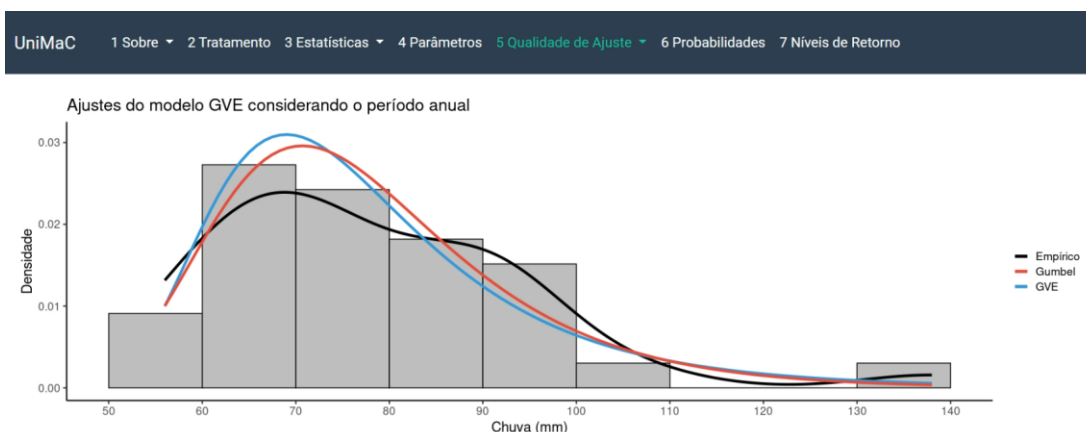 UniMaC 1 Sobre 2 Tratamento 3 Estatísticas 4 Parâmetros 5 Qualidade de Ajuste 6 Probabilidades 7 Níveis de Retorno
Ajustes do modelo GVE considerando o período anual
0.03
0.02
0.01
0.00
Densidade
50 60 70 80 90 100 110 120 130 140
Chuva (mm)
Empírico
Gumbel
GVE